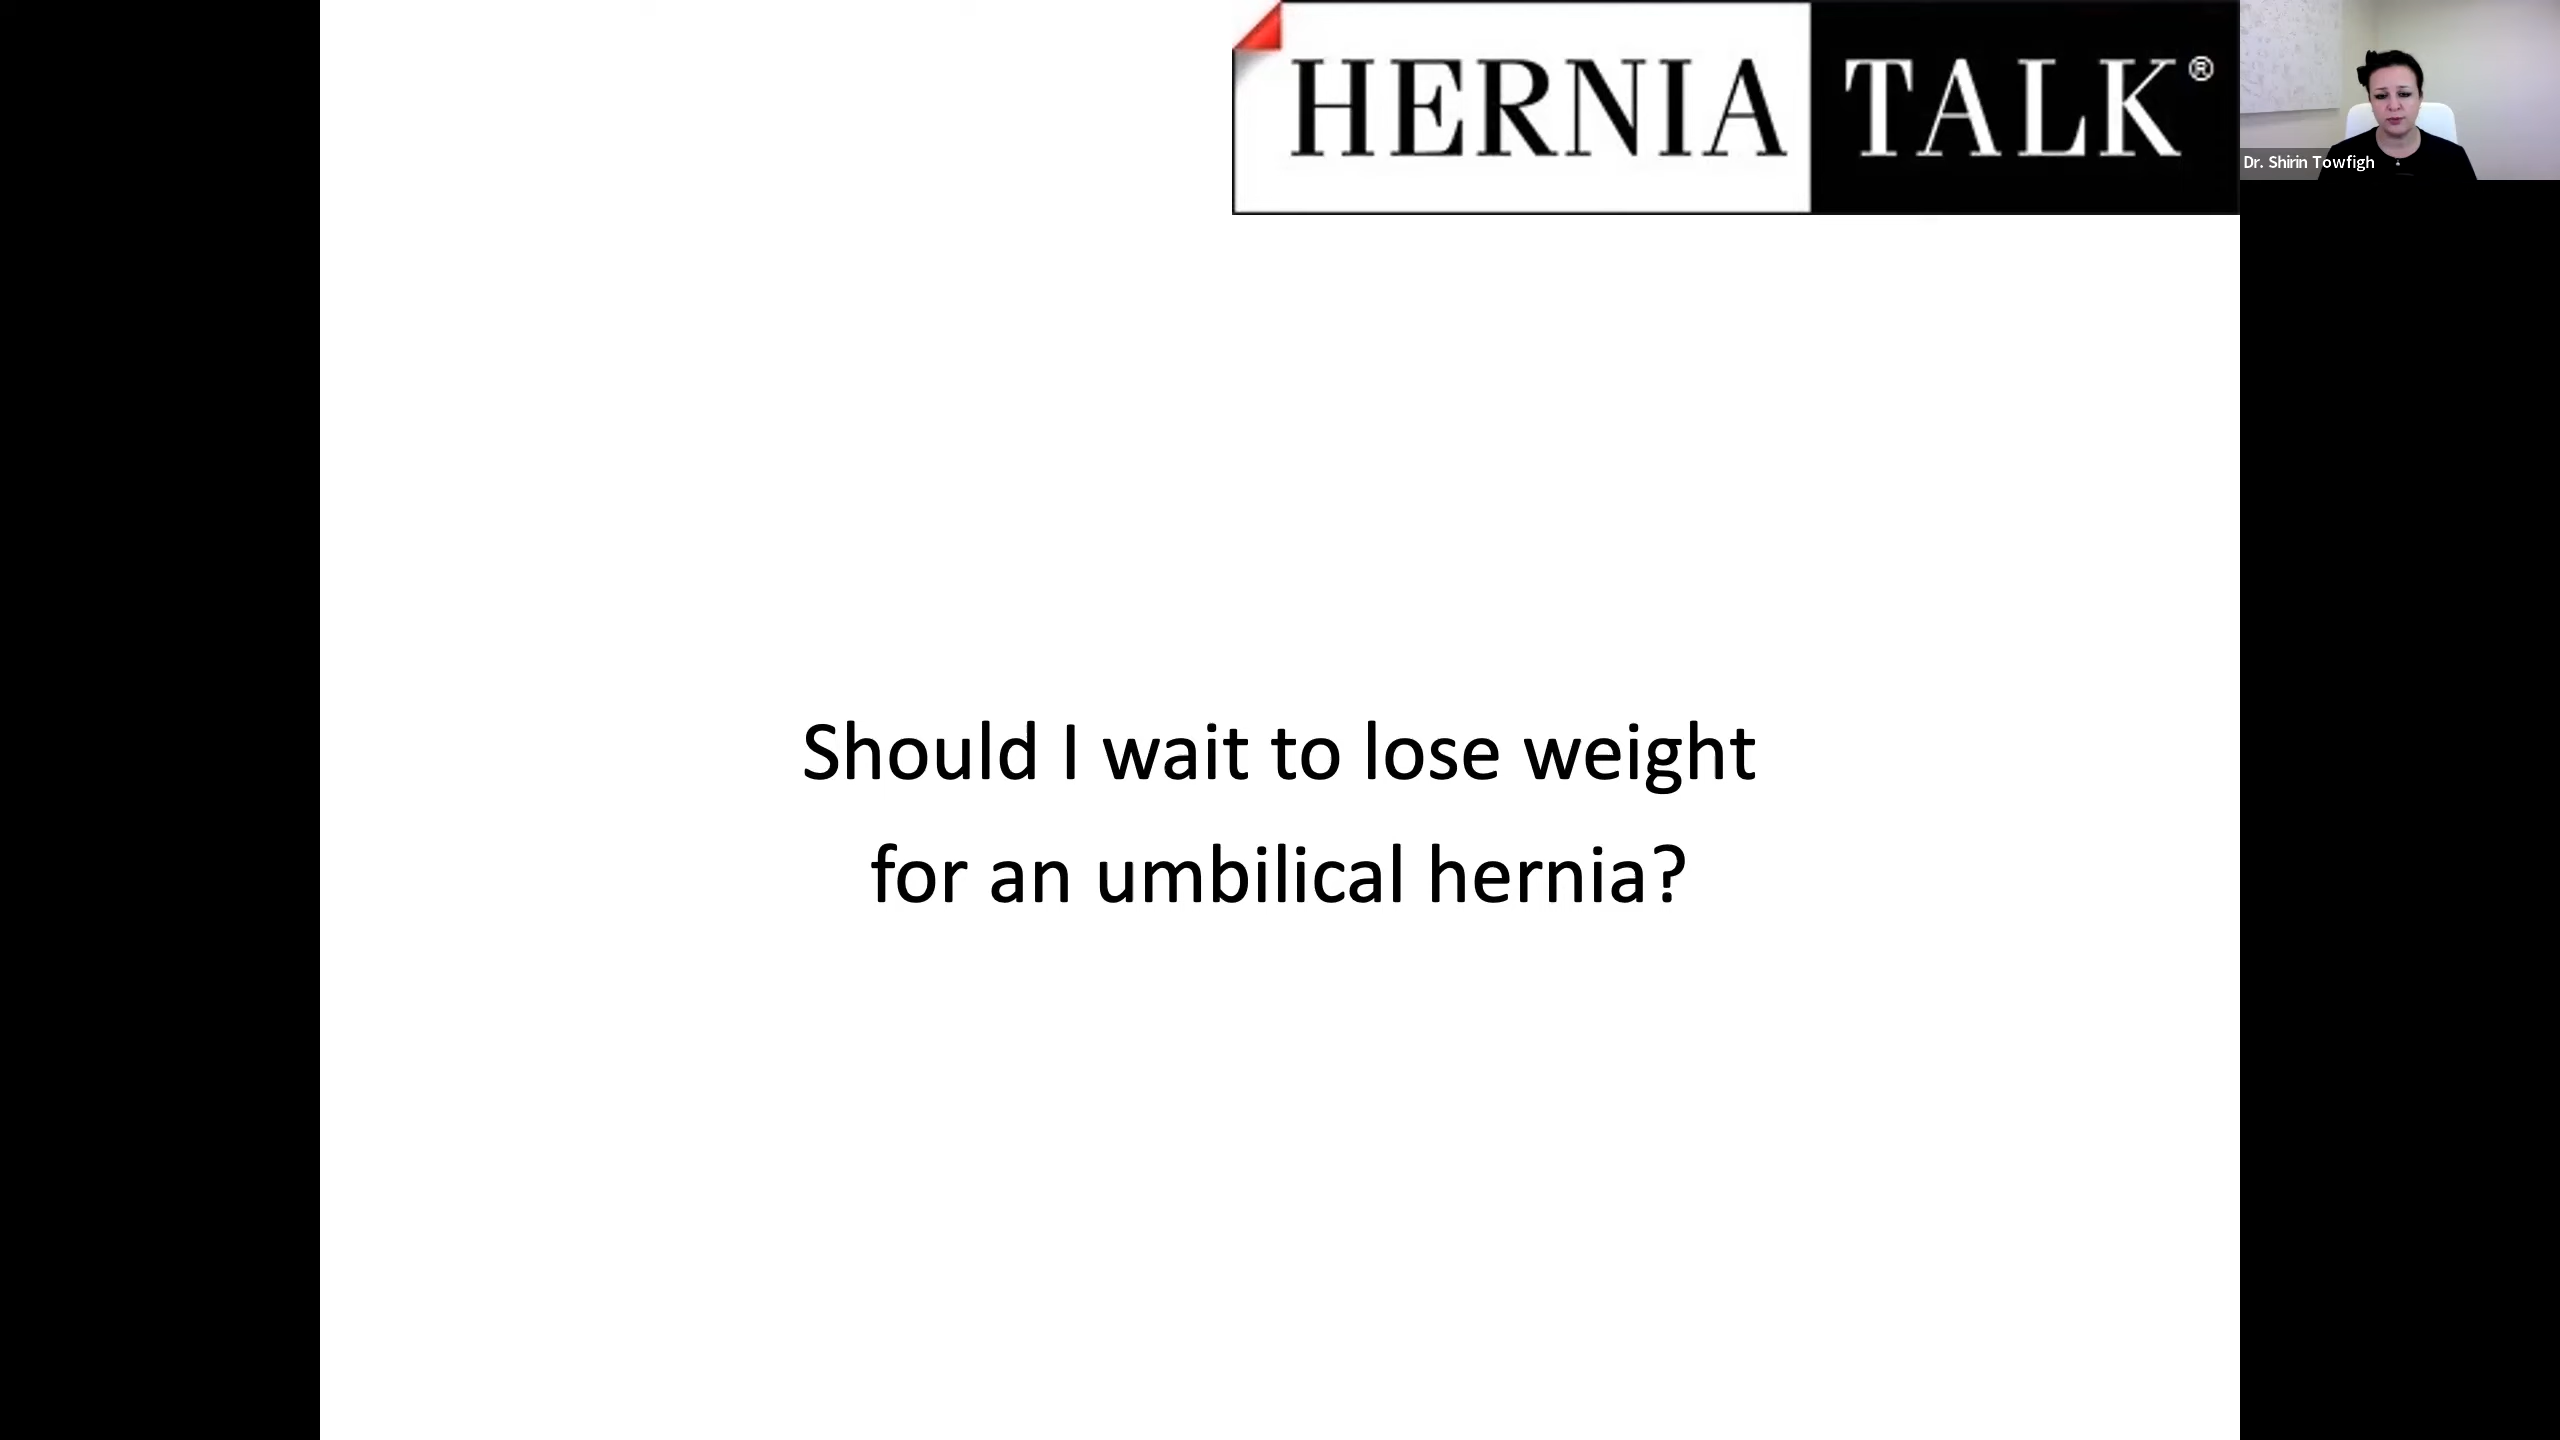 HERNIA TALK®
Dr. Shirin Towfigh
Should I wait to lose weight
for an umbilical hernia?